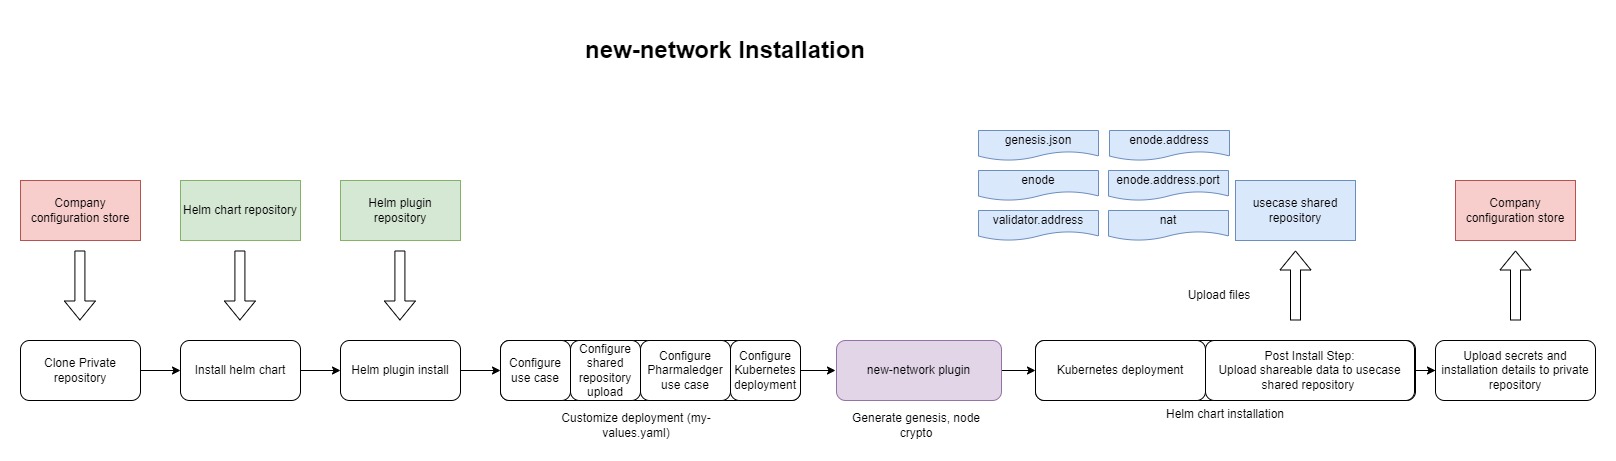 new-network Installation
genesis.json
enode.address
enode
enode.address.port
validator.address
nat
Company
configuration store
Helm chart repository
Helm plugin
repository
usecase shared
repository
Company
configuration store
Upload files
Clone Private
repository
Install helm chart
Helm plugin install
Configure
use case
Configure
shared
repository
upload
Configure
Pharmaledger
use case
Configure
Kubernetes
deployment
new-network plugin
Kubernetes deployment
Post Install Step:
Upload shareable data to usecase
shared repository
Upload secrets and
installation details to private
repository
Customize deployment (my-
values.yaml)
Generate genesis, node
crypto
Helm chart installation